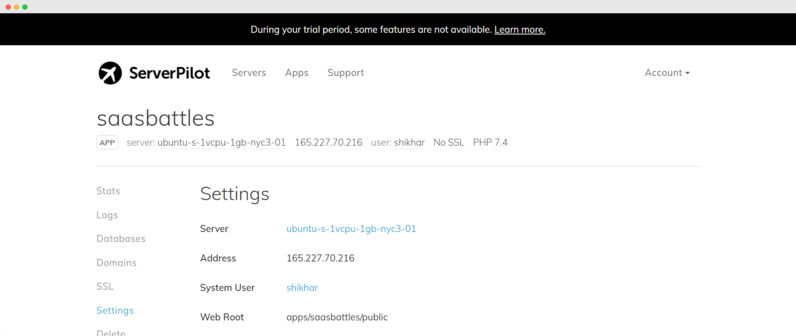 During your trial period, some features are not available. Learn more.
ServerPilot Servers Apps Support Account
saasbattles
APP server: ubuntu-s-1vcpu-1gb-nyc3-01 165.227.70.216 user: shikhar No SSL PHP 7.4
Stats
Logs
Databases
Domains
SSL
Settings
Delete
Settings
Server ubuntu-s-1vcpu-1gb-nyc3-01
Address 165.227.70.216
System User shikhar
Web Root apps/saasbattles/public